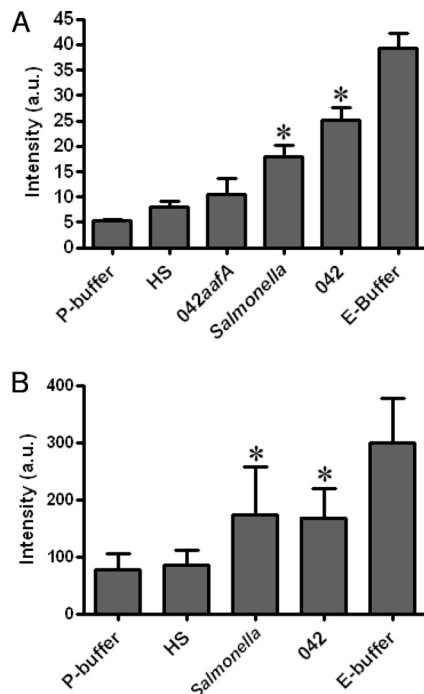 A
Intensity (a.u.)
45
40
35
30
25
20
15
10
5
0
*
*
P-buffer
HS
042aafA
Salmonella
042
E-Buffer
B
Intensity (a.u.)
400
300
200
100
0
*
*
P-buffer
HS
Salmonella
042
E-buffer